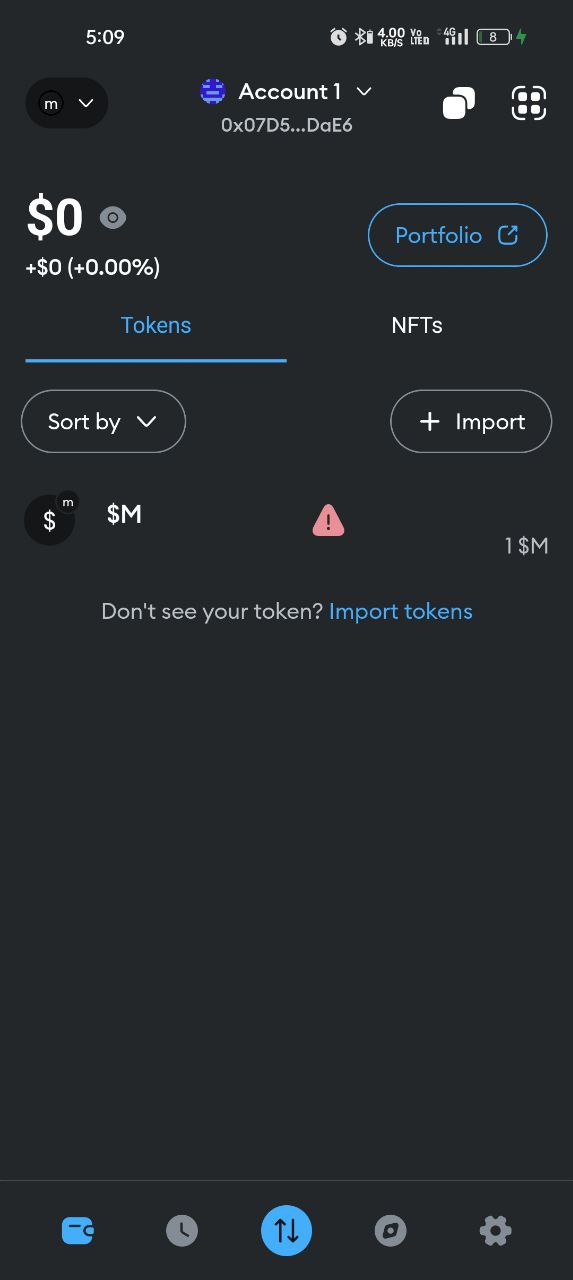 5:09
4.00 KB/S
Vo LTE
4G
8
m
Account 1
0x07D5...DaE6
$0
+$0 (+0.00%)
Portfolio
Tokens
NFTs
Sort by
+ Import
$
m
$M
!
1 $M
Don't see your token? Import tokens